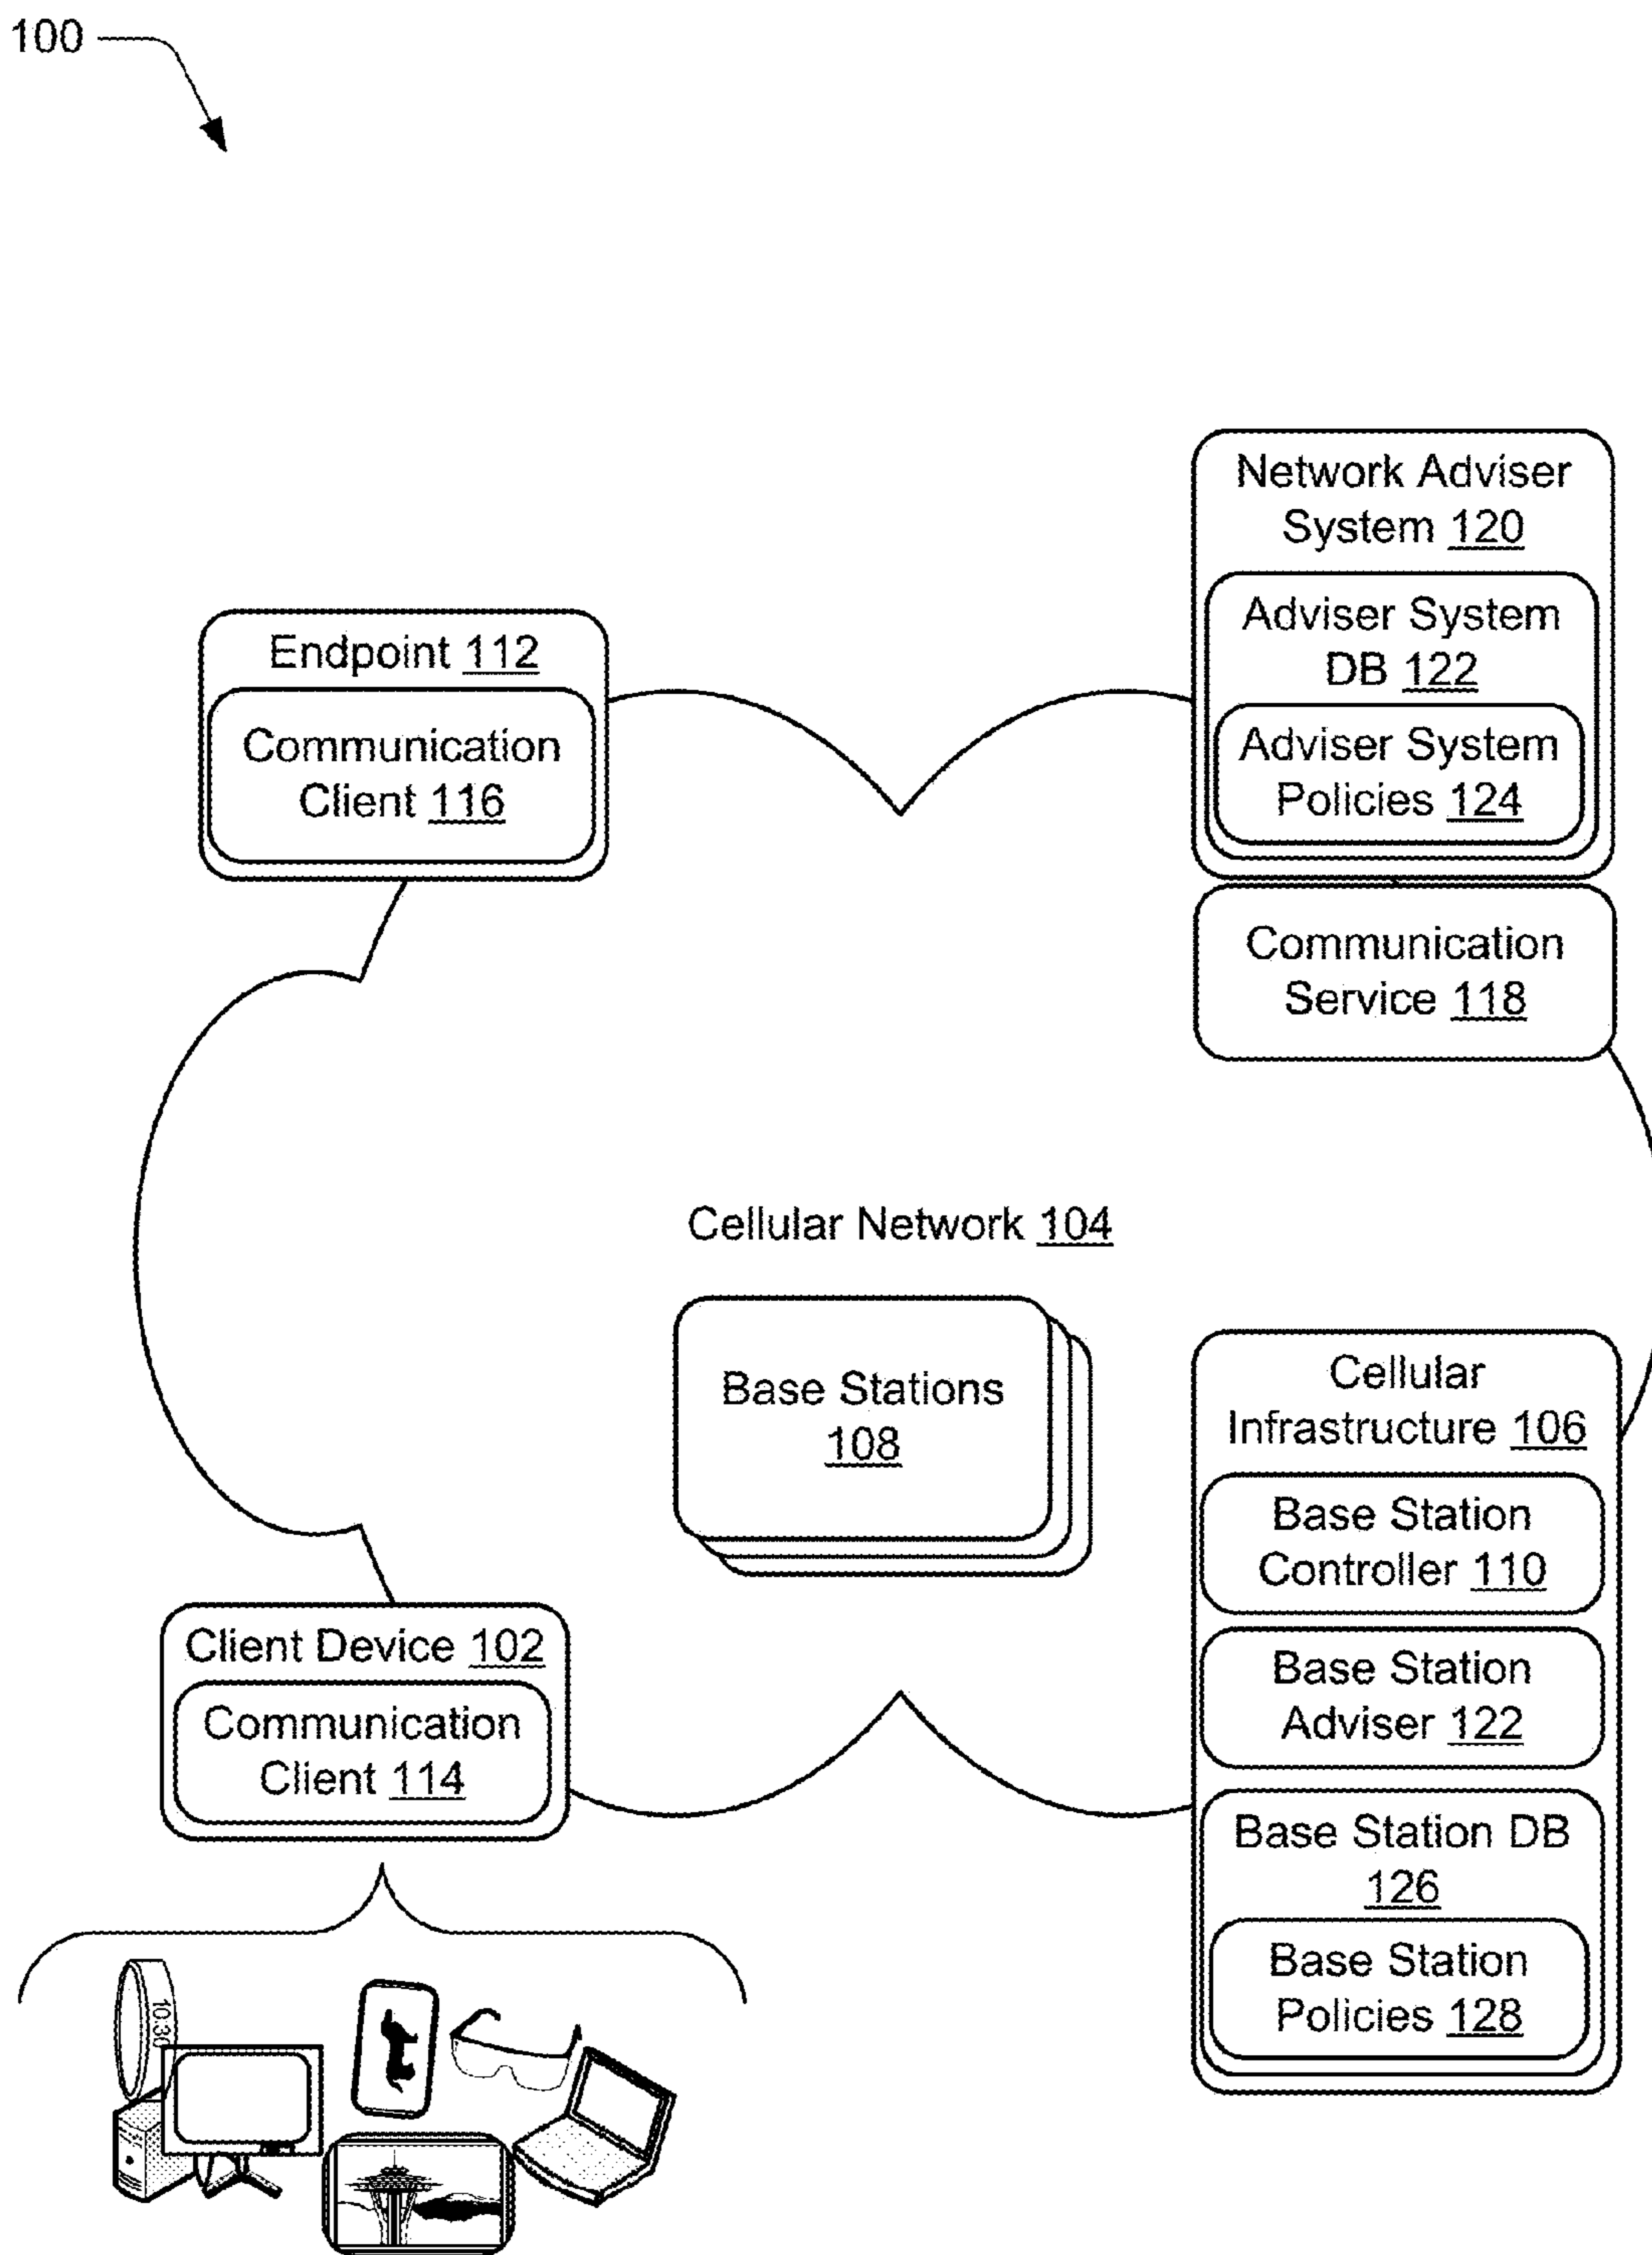 100
Network Adviser
System 120
Adviser System
DB 122
Adviser System
Policies 124
Endpoint 112
Communication
Client 116
Communication
Service 118
Cellular Network 104
Base Stations
108
Cellular
Infrastructure 106
Base Station
Controller 110
Base Station
Adviser 122
Base Station DB
126
Base Station
Policies 128
Client Device 102
Communication
Client 114
10:30